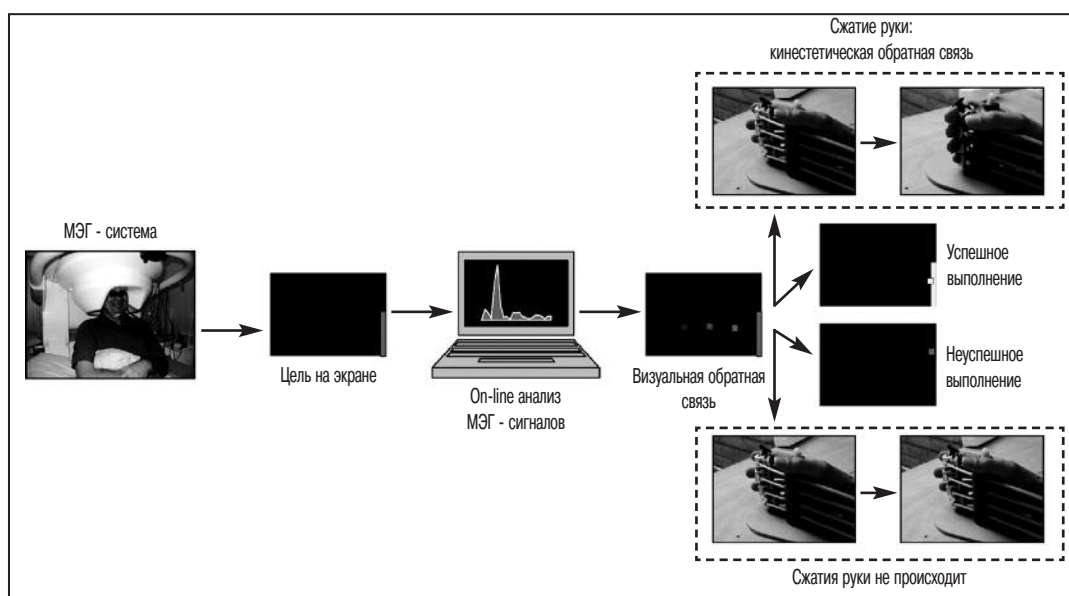 Сжатие руки:
кинестетическая обратная связь
МЭГ - система
Успешное
выполнение
Цель на экране
On-line анализ
МЭГ - сигналов
Визуальная обратная
связь
Неуспешное
выполнение
Сжатия руки не происходит